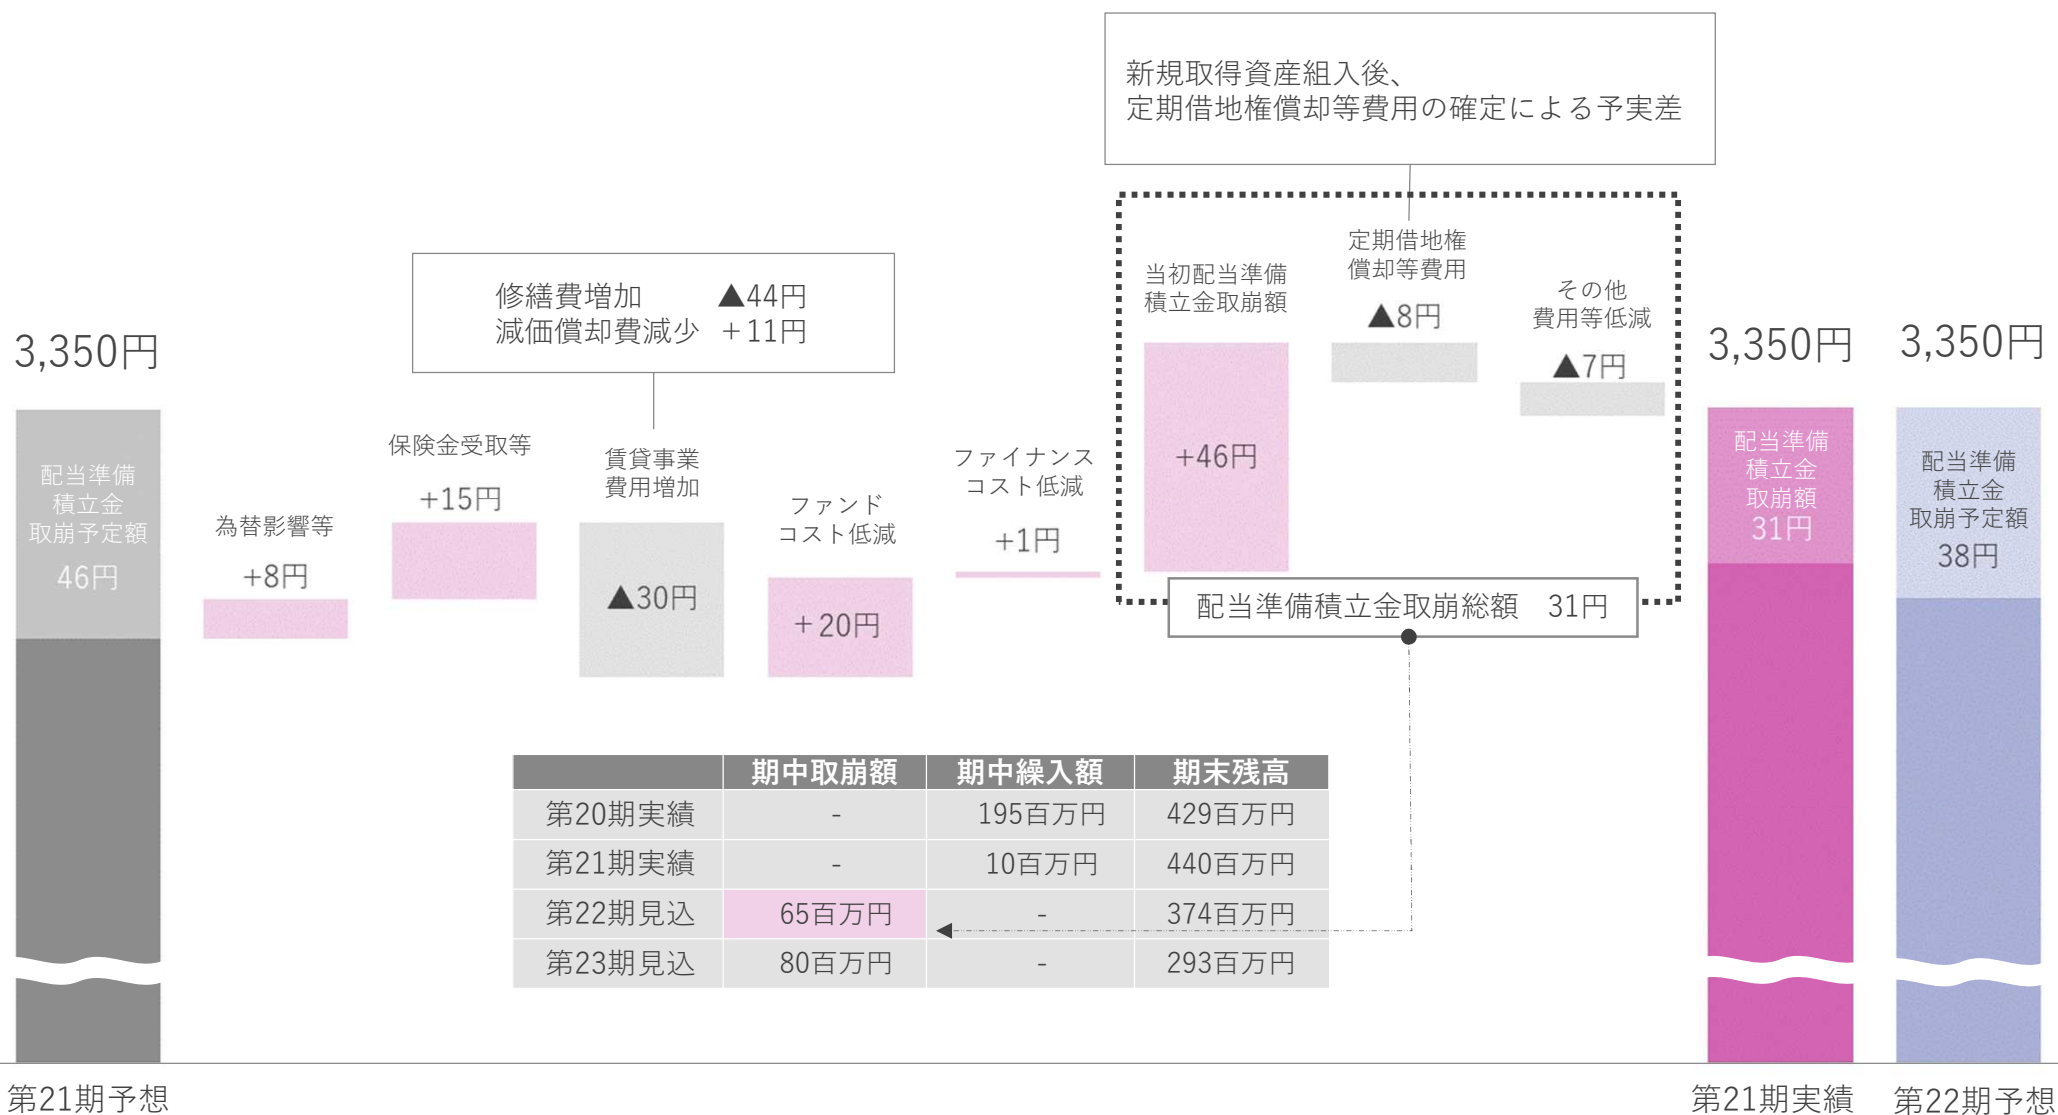 新規取得資産組入後、
定期借地権償却等費用の確定による予実差
修繕費増加 ▲44円
減価償却費減少 +11円
3,350円
配当準備
積立金
取崩予定額
46円
為替影響等
+8円
保険金受取等
+15円
賃貸事業
費用増加
▲30円
ファンド
コスト低減
+20円
ファイナンス
コスト低減
+1円
当初配当準備
積立金取崩額
+46円
定期借地権
償却等費用
▲8円
その他
費用等低減
▲7円
配当準備積立金取崩総額 31円
3,350円
配当準備
積立金
取崩額
31円
3,350円
配当準備
積立金
取崩予定額
38円
期中取崩額 期中繰入額 期末残高
第20期実績 - 195百万円 429百万円
第21期実績 - 10百万円 440百万円
第22期見込 65百万円 - 374百万円
第23期見込 80百万円 - 293百万円
第21期予想
第21期実績
第22期予想